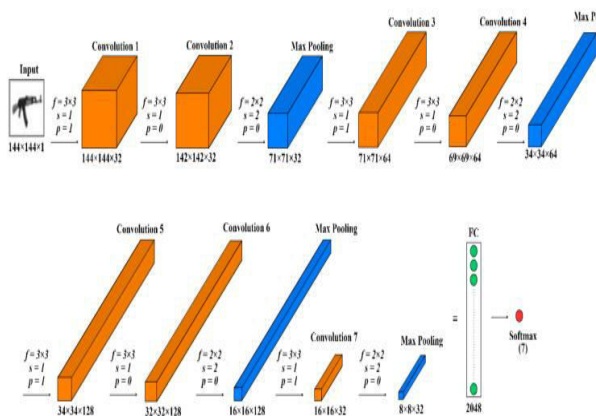 Input
144×144×1
f = 3×3
s = 1
p = 1
Convolution 1
144×144×32
f = 3×3
s = 1
p = 0
Convolution 2
142×142×32
f = 2×2
s = 2
p = 0
Max Pooling
71×71×32
f = 3×3
s = 1
p = 1
Convolution 3
71×71×64
f = 3×3
s = 1
p = 0
Convolution 4
69×69×64
f = 2×2
s = 2
p = 0
Max P
34×34×64
f = 3×3
s = 1
p = 1
Convolution 5
34×34×128
f = 3×3
s = 1
p = 0
Convolution 6
32×32×128
f = 2×2
s = 2
p = 0
Max Pooling
16×16×128
f = 3×3
s = 1
p = 1
Convolution 7
16×16×32
f = 2×2
s = 2
p = 0
Max Pooling
8×8×32
=
FC
2048
Softmax
(7)